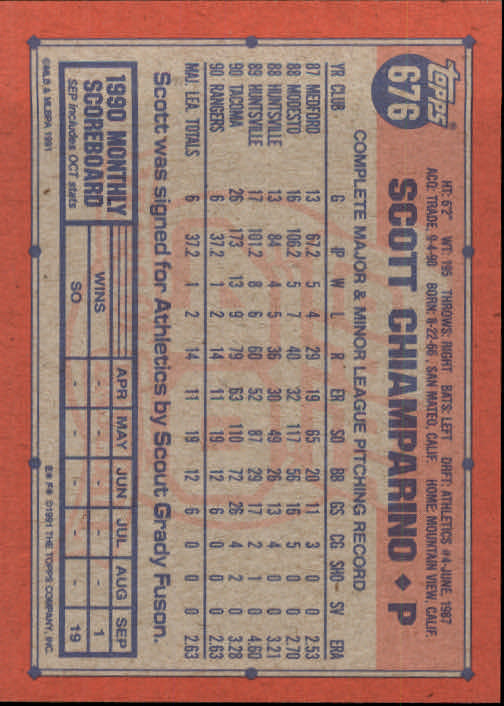 Topps
676
SCOTT CHIAMPARINO ◆ P
HT: 6'2" WT: 195 THROWS: RIGHT BATS: LEFT DRFT: ATHLETICS #4-JUNE, 1987
ACQ: TRADE, 9-4-90 BORN: 8-22-66, SAN MATEO, CALIF. HOME: MOUNTAIN VIEW, CALIF.
COMPLETE MAJOR & MINOR LEAGUE PITCHING RECORD
YR CLUB G IP W L R ER SO BB GS CG SHO SV ERA
87 MEDFORD 13 67.2 5 4 29 19 65 20 11 3 0 0 2.53
88 MODESTO 16 106.2 5 7 40 32 117 56 16 5 0 0 2.70
88 HUNTSVILLE 13 84 4 5 36 30 49 26 13 4 0 0 3.21
89 HUNTSVILLE 17 101.2 8 6 60 52 87 29 17 2 1 0 4.60
90 TACOMA 26 173 13 9 79 63 110 72 26 4 2 0 3.28
90 RANGERS 6 37.2 1 2 14 11 19 12 6 0 0 0 2.63
MAJ. LEA. TOTALS 6 37.2 1 2 14 11 19 12 6 0 0 0 2.63
Scott was signed for Athletics by Scout Grady Fuson.
1990 MONTHLY
SCOREBOARD
SEP includes OCT stats
APR MAY JUN JUL AUG SEP
WINS - - - - - 1
SO - - - - - 19
©MLB & MLBPA 1991
©1991 THE TOPPS COMPANY, INC.